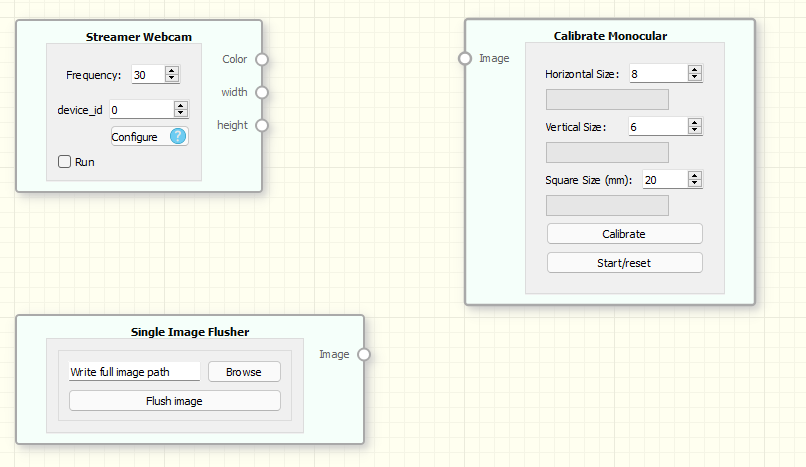 Streamer Webcam
Frequency: 30
Color
width
device_id 0
height
Configure ?
Run
Calibrate Monocular
Image
Horizontal Size: 8
Vertical Size: 6
Square Size (mm): 20
Calibrate
Start/reset
Single Image Flusher
Image
Write full image path Browse
Flush image